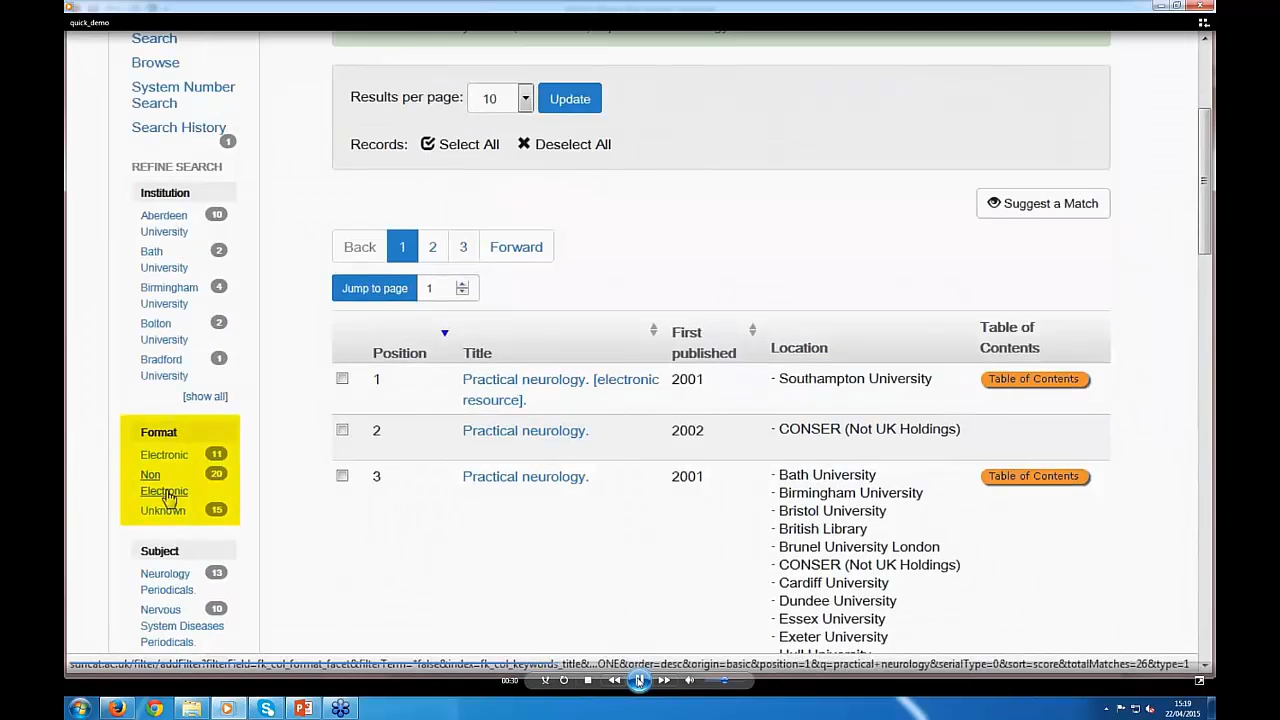 quick_demo
Search
Browse
System Number
Search
Search History
1
REFINE SEARCH
Institution
Aberdeen 10
University
Bath 2
University
Birmingham 4
University
Bolton 2
University
Bradford 1
University
[show all]
Format
Electronic 11
Non 20
Electronic
Unknown 15
Subject
Neurology 13
Periodicals.
Nervous 10
System Diseases
Periodicals.
Results per page: 10 Update
Records: Select All Deselect All
Suggest a Match
Back 1 2 3 Forward
Jump to page 1
Position Title First published Location Table of Contents
1 Practical neurology. [electronic 2001 - Southampton University Table of Contents
resource].
2 Practical neurology. 2002 - CONSER (Not UK Holdings)
3 Practical neurology. 2001 - Bath University Table of Contents
- Birmingham University
- Bristol University
- British Library
- Brunel University London
- CONSER (Not UK Holdings)
- Cardiff University
- Dundee University
- Essex University
- Exeter University
- Hull University
00:30
15:19
22/04/2015